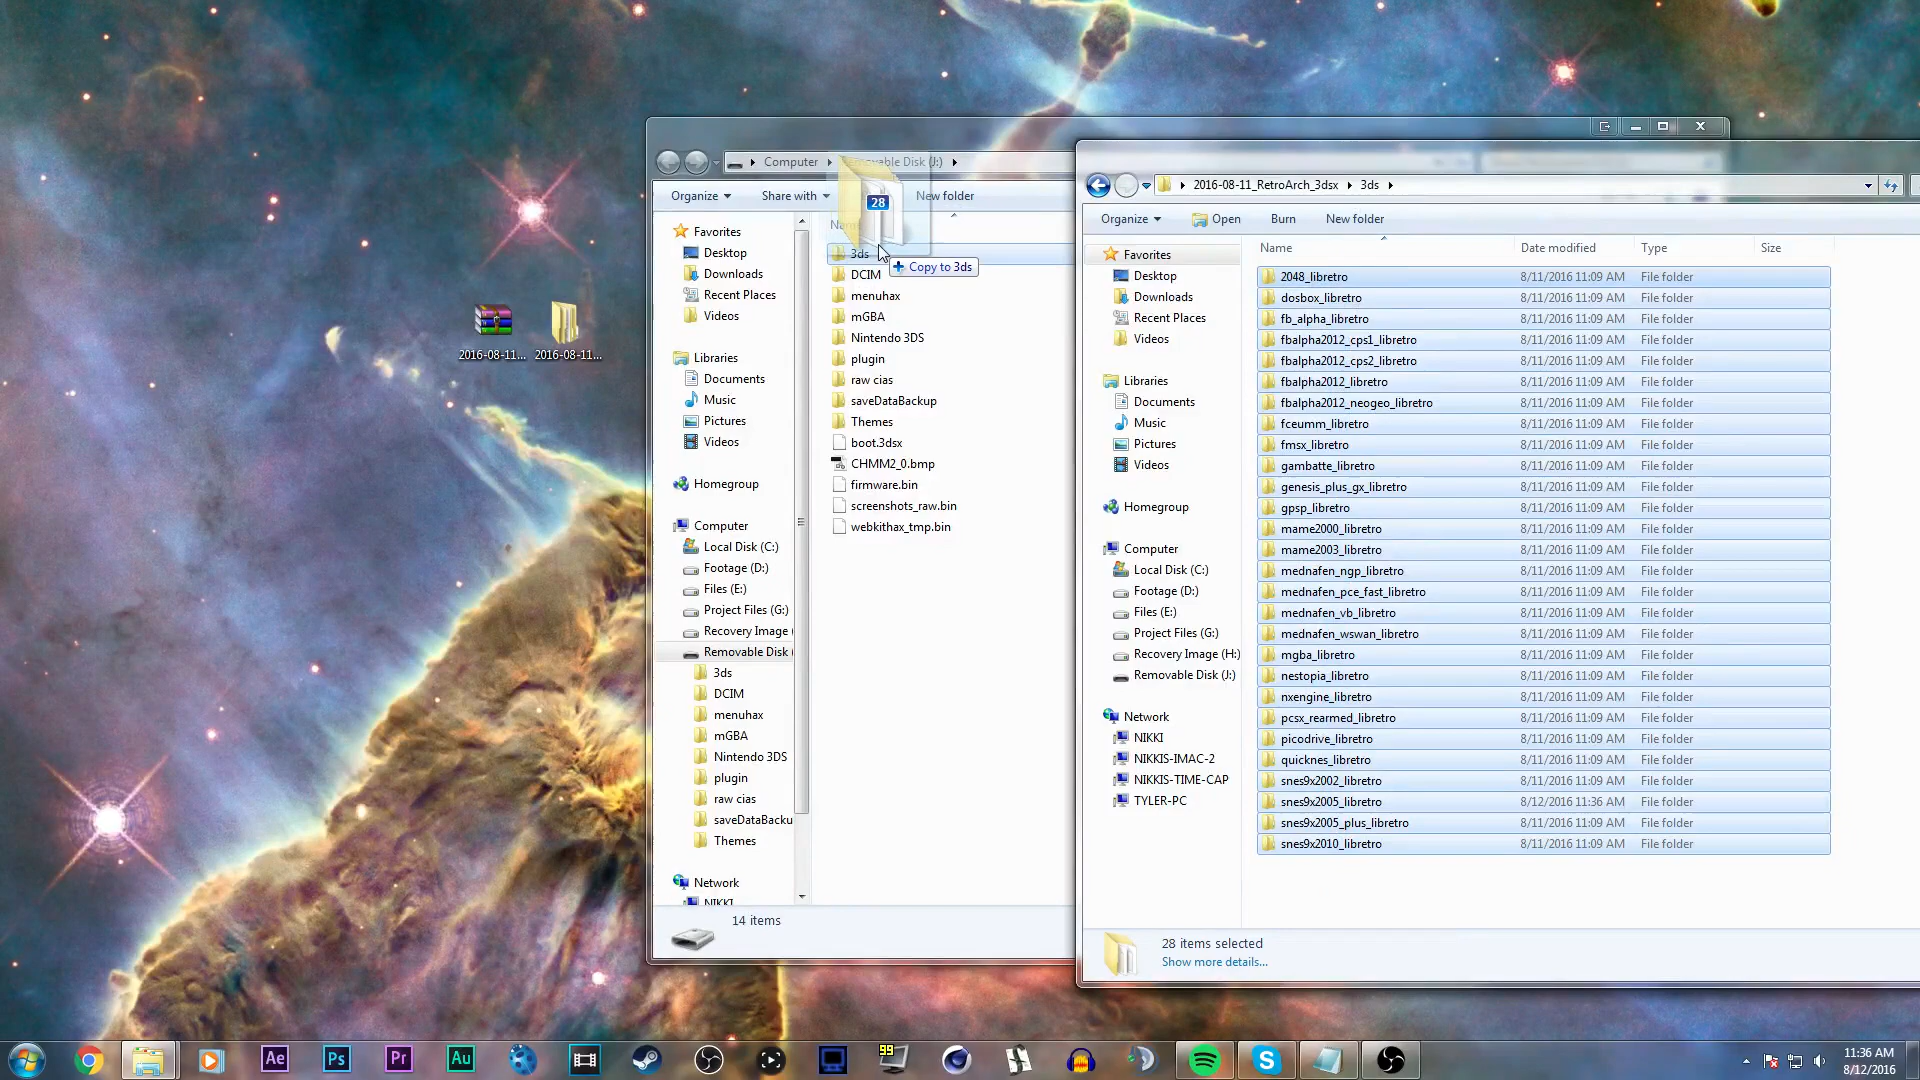 2016-08-11...
2016-08-11...
Computer
Removable Disk (J:)
Organize
Share with
New folder
28
Copy to 3ds
Favorites
Desktop
Downloads
Recent Places
Videos
Libraries
Documents
Music
Pictures
Videos
Homegroup
Computer
Local Disk (C:)
Footage (D:)
Files (E:)
Project Files (G:)
Recovery Image (
Removable Disk (
3ds
DCIM
menuhax
mGBA
Nintendo 3DS
plugin
raw cias
saveDataBacku
Themes
Network
NIKKI
3ds
DCIM
menuhax
mGBA
Nintendo 3DS
plugin
raw cias
saveDataBackup
Themes
boot.3dsx
CHMM2_0.bmp
firmware.bin
screenshots_raw.bin
webkithax_tmp.bin
14 items
2016-08-11_RetroArch_3dsx
3ds
Organize
Open
Burn
New folder
Favorites
Desktop
Downloads
Recent Places
Videos
Libraries
Documents
Music
Pictures
Videos
Homegroup
Computer
Local Disk (C:)
Footage (D:)
Files (E:)
Project Files (G:)
Recovery Image (H:)
Removable Disk (J:)
Network
NIKKI
NIKKIS-IMAC-2
NIKKIS-TIME-CAP
TYLER-PC
Name Date modified Type Size
2048_libretro 8/11/2016 11:09 AM File folder
dosbox_libretro 8/11/2016 11:09 AM File folder
fb_alpha_libretro 8/11/2016 11:09 AM File folder
fbalpha2012_cps1_libretro 8/11/2016 11:09 AM File folder
fbalpha2012_cps2_libretro 8/11/2016 11:09 AM File folder
fbalpha2012_libretro 8/11/2016 11:09 AM File folder
fbalpha2012_neogeo_libretro 8/11/2016 11:09 AM File folder
fceumm_libretro 8/11/2016 11:09 AM File folder
fmsx_libretro 8/11/2016 11:09 AM File folder
gambatte_libretro 8/11/2016 11:09 AM File folder
genesis_plus_gx_libretro 8/11/2016 11:09 AM File folder
gpsp_libretro 8/11/2016 11:09 AM File folder
mame2000_libretro 8/11/2016 11:09 AM File folder
mame2003_libretro 8/11/2016 11:09 AM File folder
mednafen_ngp_libretro 8/11/2016 11:09 AM File folder
mednafen_pce_fast_libretro 8/11/2016 11:09 AM File folder
mednafen_vb_libretro 8/11/2016 11:09 AM File folder
mednafen_wswan_libretro 8/11/2016 11:09 AM File folder
mgba_libretro 8/11/2016 11:09 AM File folder
nestopia_libretro 8/11/2016 11:09 AM File folder
nxengine_libretro 8/11/2016 11:09 AM File folder
pcsx_rearmed_libretro 8/11/2016 11:09 AM File folder
picodrive_libretro 8/11/2016 11:09 AM File folder
quicknes_libretro 8/11/2016 11:09 AM File folder
snes9x2002_libretro 8/11/2016 11:09 AM File folder
snes9x2005_libretro 8/12/2016 11:36 AM File folder
snes9x2005_plus_libretro 8/11/2016 11:09 AM File folder
snes9x2010_libretro 8/11/2016 11:09 AM File folder
28 items selected
Show more details...
Ae
Ps
Pr
Au
99
11:36 AM
8/12/2016